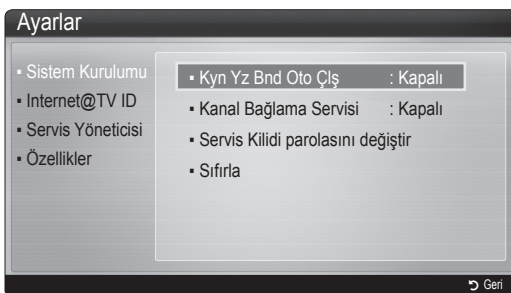 Ayarlar
▪ Sistem Kurulumu
▪ Internet@TV ID
▪ Servis Yöneticisi
▪ Özellikler
▪ Kyn Yz Bnd Oto Çlş : Kapalı
▪ Kanal Bağlama Servisi : Kapalı
▪ Servis Kilidi parolasını değiştir
▪ Sıfırla
Geri